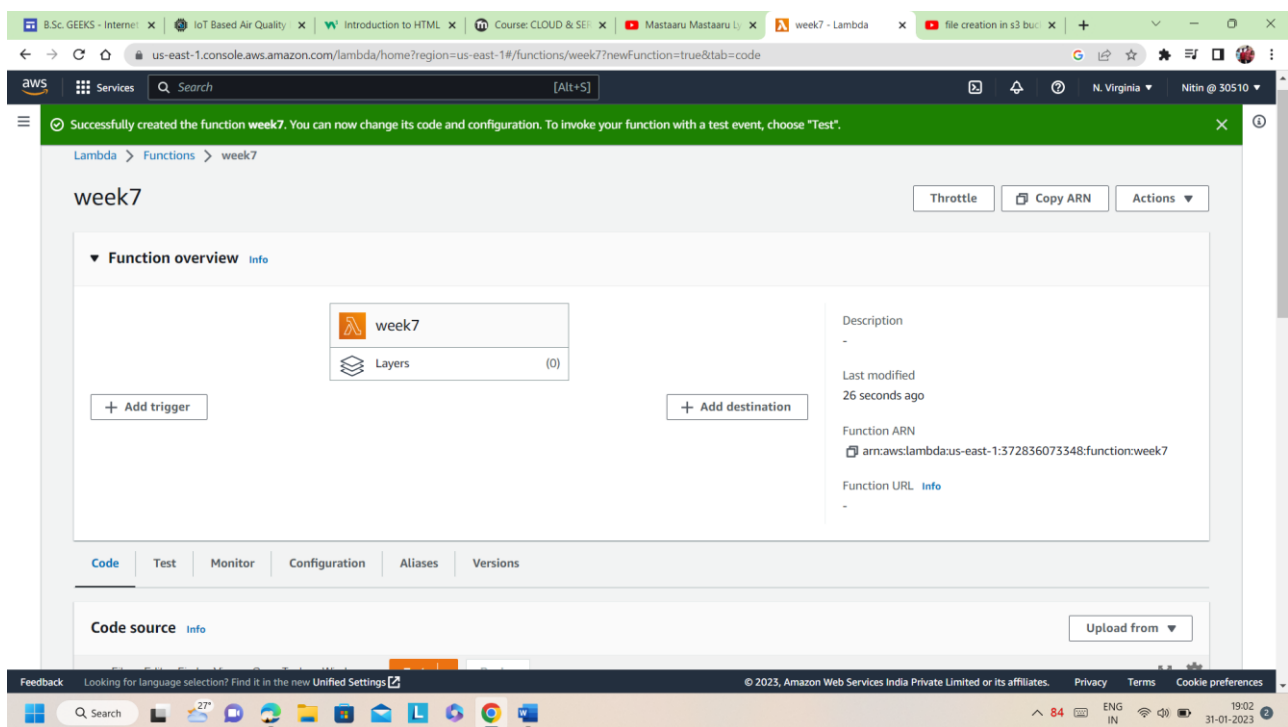 B.Sc. GEEKS - Internet
IoT Based Air Quality
Introduction to HTML
Course: CLOUD & SER
Mastaaru Mastaaru Ly
week7 - Lambda
file creation in s3 buc
us-east-1.console.aws.amazon.com/lambda/home?region=us-east-1#/functions/week7?newFunction=true&tab=code
aws Services Search [Alt+S] N. Virginia Nitin @ 30510
Successfully created the function week7. You can now change its code and configuration. To invoke your function with a test event, choose "Test".
Lambda > Functions > week7
week7
Throttle Copy ARN Actions
Function overview Info
week7
Layers (0)
+ Add trigger
+ Add destination
Description
-
Last modified
26 seconds ago
Function ARN
arn:aws:lambda:us-east-1:372836073348:function:week7
Function URL Info
-
Code Test Monitor Configuration Aliases Versions
Code source Info
Upload from
Feedback Looking for language selection? Find it in the new Unified Settings © 2023, Amazon Web Services India Private Limited or its affiliates. Privacy Terms Cookie preferences
Search 27° 84 ENG IN 19:02 31-01-2023 2